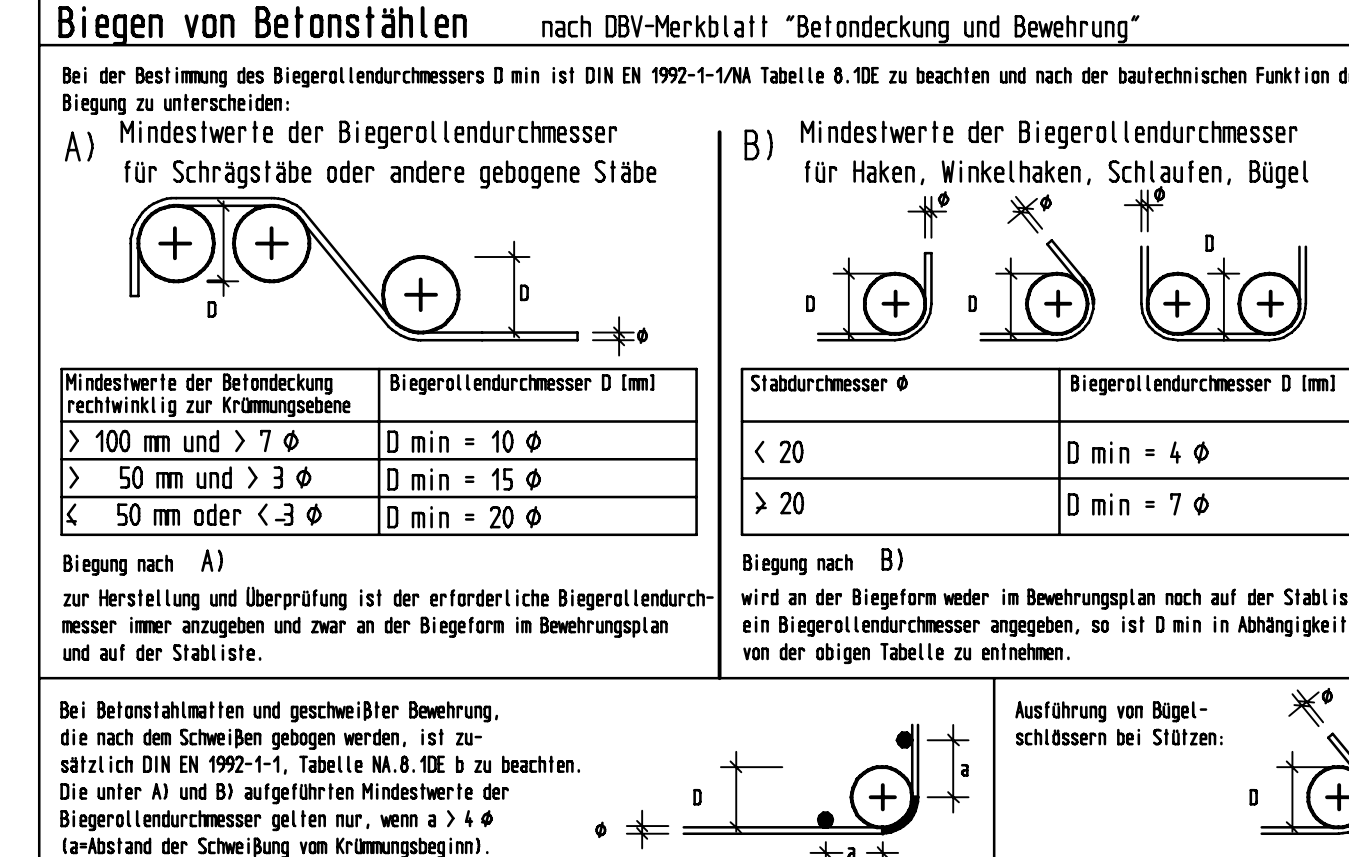 Biegen von Betonstählen nach DBV-Merkblatt "Betondeckung und Bewehrung"
Bei der Bestimmung des Biegerollendurchmessers D min ist DIN EN 1992-1-1/NA Tabelle 8.1DE zu beachten und nach der bautechnischen Funktion d
Biegung zu unterscheiden:
A) Mindestwerte der Biegerollendurchmesser
für Schrägstäbe oder andere gebogene Stäbe
D
D
ϕ
Mindestwerte der Betondeckung
rechtwinklig zur Krümmungsebene
Biegerollendurchmesser D [mm]
> 100 mm und > 7 ϕ D min = 10 ϕ
> 50 mm und > 3 ϕ D min = 15 ϕ
≤ 50 mm oder <-3 ϕ D min = 20 ϕ
Biegung nach A)
zur Herstellung und Überprüfung ist der erforderliche Biegerollendurch-
messer immer anzugeben und zwar an der Biegeform im Bewehrungsplan
und auf der Stabliste.
B) Mindestwerte der Biegerollendurchmesser
für Haken, Winkelhaken, Schlaufen, Bügel
ϕ ϕ ϕ
D
D D
Stabdurchmesser ϕ Biegerollendurchmesser D [mm]
< 20 D min = 4 ϕ
≥ 20 D min = 7 ϕ
Biegung nach B)
wird an der Biegeform weder im Bewehrungsplan noch auf der Stablis
ein Biegerollendurchmesser angegeben, so ist D min in Abhängigkeit
von der obigen Tabelle zu entnehmen.
Bei Betonstahlmatten und geschweißter Bewehrung,
die nach dem Schweißen gebogen werden, ist zu-
sätzlich DIN EN 1992-1-1, Tabelle NA.8.1DE b zu beachten.
Die unter A) und B) aufgeführten Mindestwerte der
Biegerollendurchmesser gelten nur, wenn a > 4 ϕ
(a=Abstand der Schweißung vom Krümmungsbeginn).
a
D
ϕ
a
Ausführung von Bügel-
schlössern bei Stützen:
ϕ
D